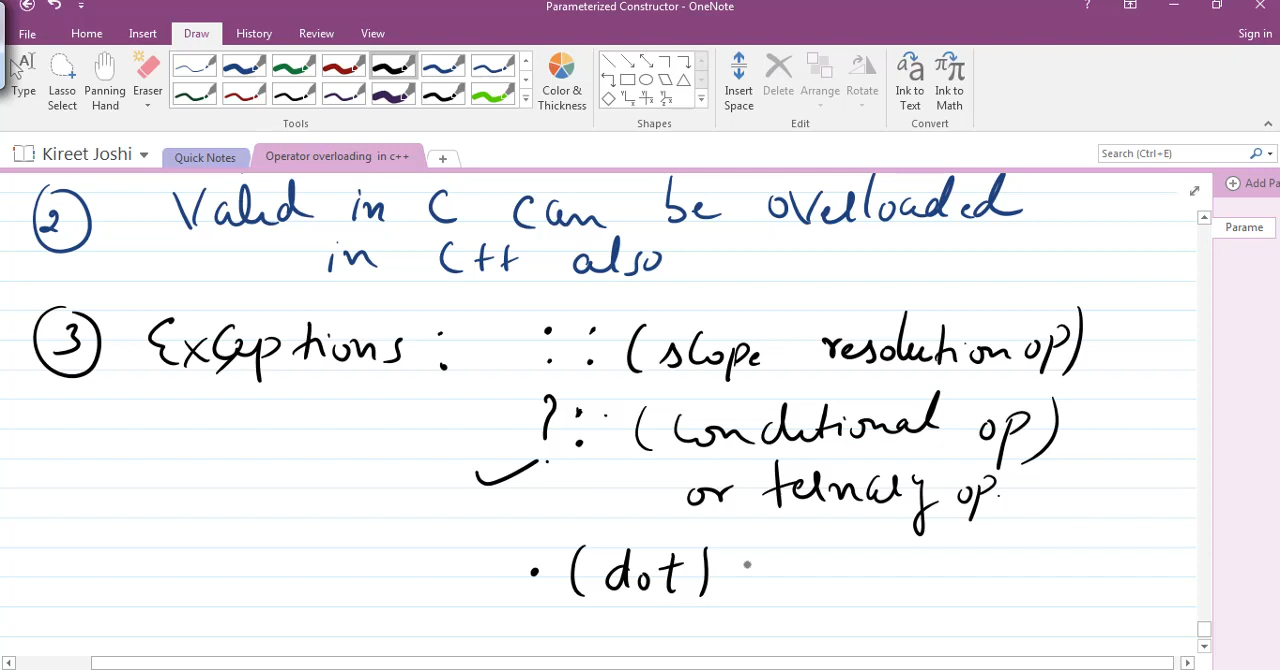 Parameterized Constructor - OneNote
?
File Home Insert Draw History Review View Sign in
Type Lasso Select Panning Hand Eraser Color & Thickness Insert Space Delete Arrange Rotate Ink to Text Ink to Math
Tools Shapes Edit Convert
Kireet Joshi Quick Notes Operator overloading in c++ + Search (Ctrl+E)
Add Pa
Parame
2 Valid in C can be overloaded
in C++ also
3 Exceptions : :: (scope resolution op)
?: (conditional op)
or ternary op.
. (dot)